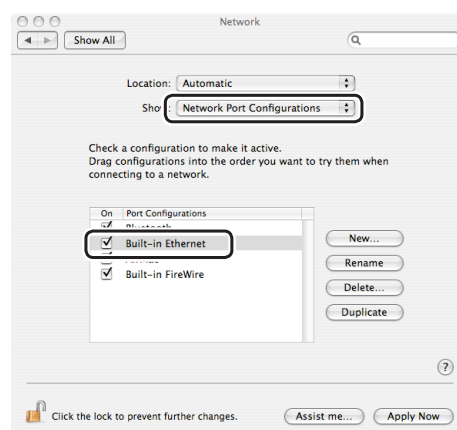 Network
Show All
Location: Automatic
Show: Network Port Configurations
Check a configuration to make it active.
Drag configurations into the order you want to try them when
connecting to a network.
On Port Configurations
Bluetooth
Built-in Ethernet
Built-in FireWire
New...
Rename
Delete...
Duplicate
?
Click the lock to prevent further changes.
Assist me...
Apply Now